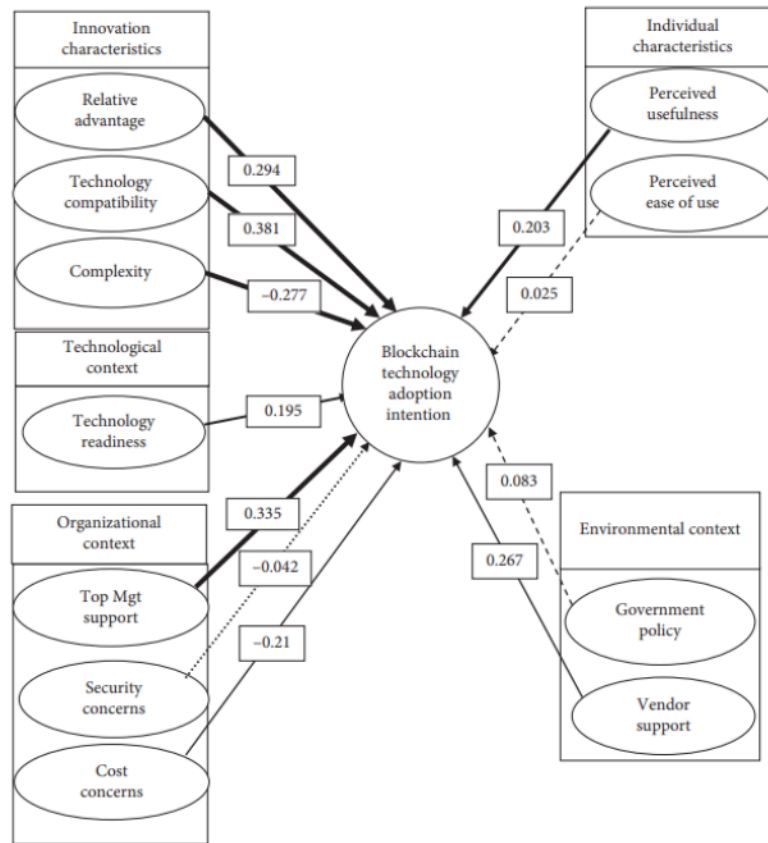 Innovation
characteristics
Relative
advantage
Technology
compatibility
Complexity
Technological
context
Technology
readiness
Organizational
context
Top Mgt
support
Security
concerns
Cost
concerns
0.294
0.381
–0.277
0.195
0.335
–0.042
–0.21
Blockchain
technology
adoption
intention
Individual
characteristics
Perceived
usefulness
Perceived
ease of use
0.203
0.025
0.083
0.267
Environmental context
Government
policy
Vendor
support